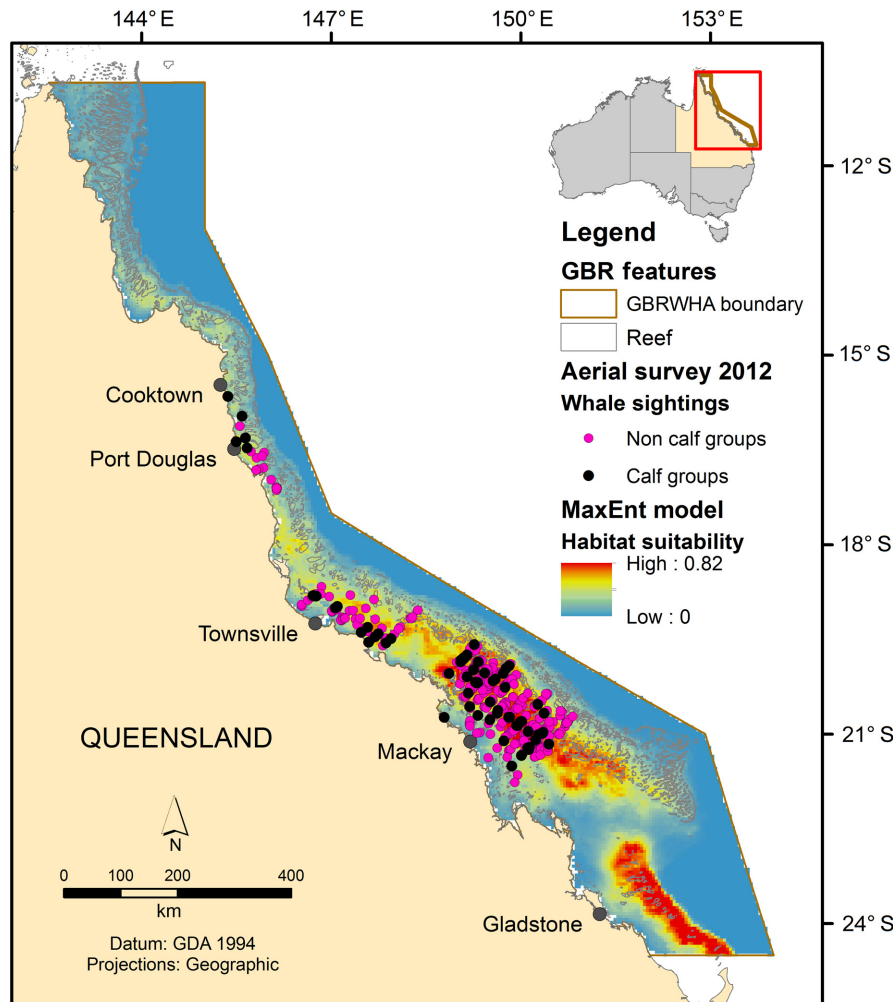 144° E
147° E
150° E
153° E
12° S
15° S
18° S
21° S
24° S
Legend
GBR features
GBRWHA boundary
Reef
Aerial survey 2012
Whale sightings
Non calf groups
Calf groups
MaxEnt model
Habitat suitability
High : 0.82
Low : 0
Cooktown
Port Douglas
Townsville
Mackay
QUEENSLAND
Gladstone
N
0 100 200 400
km
Datum: GDA 1994
Projections: Geographic